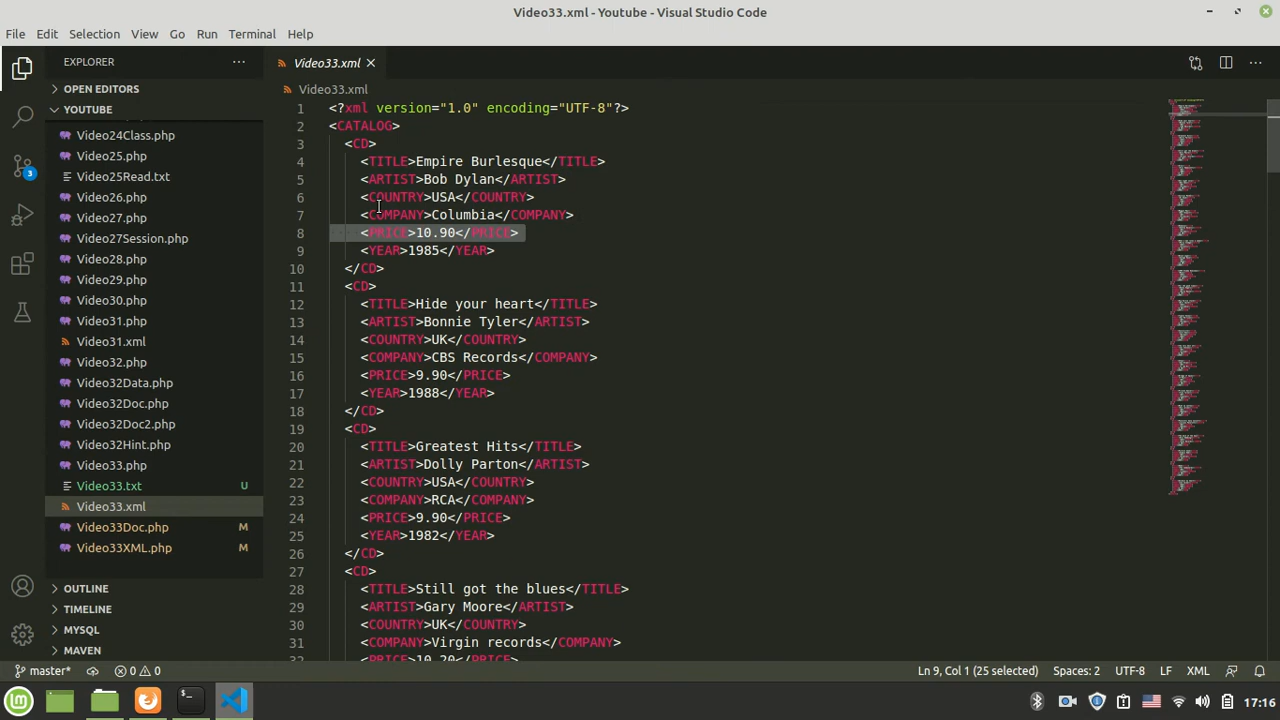 Video33.xml - Youtube - Visual Studio Code
File Edit Selection View Go Run Terminal Help
EXPLORER
OPEN EDITORS
YOUTUBE
Video24Class.php
Video25.php
Video25Read.txt
Video26.php
Video27.php
Video27Session.php
Video28.php
Video29.php
Video30.php
Video31.php
Video31.xml
Video32.php
Video32Data.php
Video32Doc.php
Video32Doc2.php
Video32Hint.php
Video33.php
Video33.txt U
Video33.xml
Video33Doc.php M
Video33XML.php M
OUTLINE
TIMELINE
MYSQL
MAVEN
3
Video33.xml
Video33.xml
1 <?xml version="1.0" encoding="UTF-8"?>
2 <CATALOG>
3 <CD>
4 <TITLE>Empire Burlesque</TITLE>
5 <ARTIST>Bob Dylan</ARTIST>
6 <COUNTRY>USA</COUNTRY>
7 <COMPANY>Columbia</COMPANY>
8 <PRICE>10.90</PRICE>
9 <YEAR>1985</YEAR>
10 </CD>
11 <CD>
12 <TITLE>Hide your heart</TITLE>
13 <ARTIST>Bonnie Tyler</ARTIST>
14 <COUNTRY>UK</COUNTRY>
15 <COMPANY>CBS Records</COMPANY>
16 <PRICE>9.90</PRICE>
17 <YEAR>1988</YEAR>
18 </CD>
19 <CD>
20 <TITLE>Greatest Hits</TITLE>
21 <ARTIST>Dolly Parton</ARTIST>
22 <COUNTRY>USA</COUNTRY>
23 <COMPANY>RCA</COMPANY>
24 <PRICE>9.90</PRICE>
25 <YEAR>1982</YEAR>
26 </CD>
27 <CD>
28 <TITLE>Still got the blues</TITLE>
29 <ARTIST>Gary Moore</ARTIST>
30 <COUNTRY>UK</COUNTRY>
31 <COMPANY>Virgin records</COMPANY>
32 <PRICE>10.20</PRICE>
master* 0 0 Ln 9, Col 1 (25 selected) Spaces: 2 UTF-8 LF XML
17:16